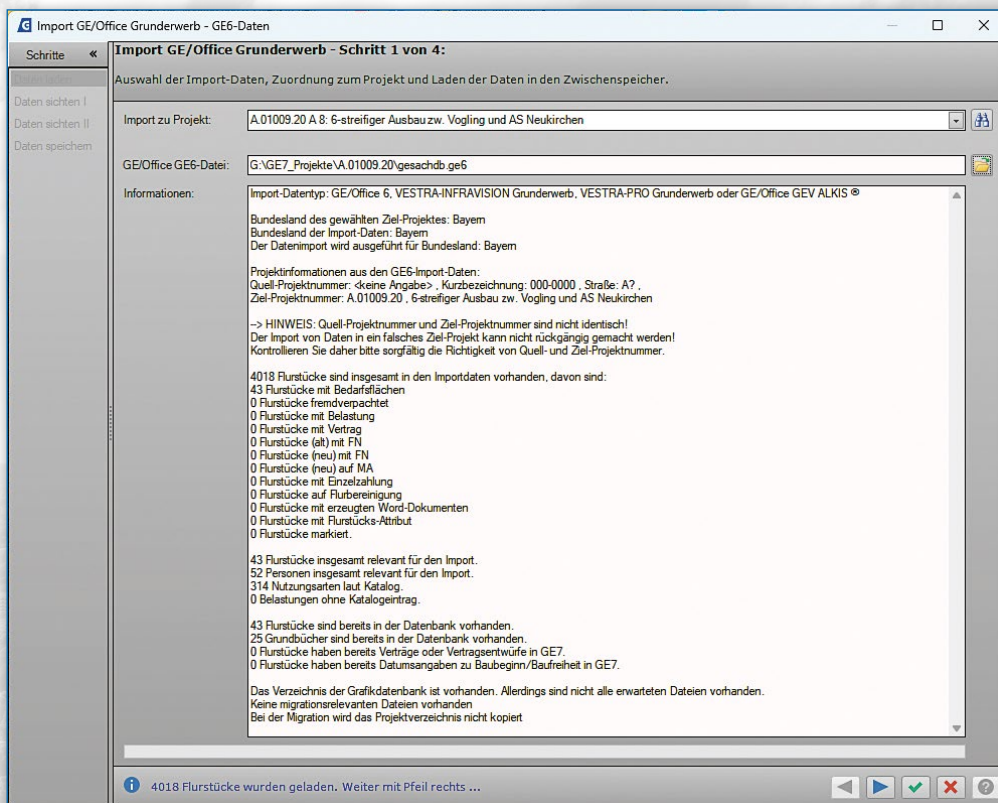 Import GE/Office Grunderwerb - GE6-Daten
Schritte «
Daten laden
Daten sichten I
Daten sichten II
Daten speichern
Import GE/Office Grunderwerb - Schritt 1 von 4:
Auswahl der Import-Daten, Zuordnung zum Projekt und Laden der Daten in den Zwischenspeicher.
Import zu Projekt: A.01009.20 A 8: 6-streifiger Ausbau zw. Vogling und AS Neukirchen
GE/Office GE6-Datei: G:\GE7_Projekte\A.01009.20\gesachdb.ge6
Informationen: Import-Datentyp: GE/Office 6, VESTRA-INFRAVISION Grunderwerb, VESTRA-PRO Grunderwerb oder GE/Office GEV ALKIS ®
Bundesland des gewählten Ziel-Projektes: Bayern
Bundesland der Import-Daten: Bayern
Der Datenimport wird ausgeführt für Bundesland: Bayern
Projektinformationen aus den GE6-Import-Daten:
Quell-Projektnummer: <keine Angabe> , Kurzbezeichnung: 000-0000 , Straße: A? ,
Ziel-Projektnummer: A.01009.20 , 6-streifiger Ausbau zw. Vogling und AS Neukirchen
--> HINWEIS: Quell-Projektnummer und Ziel-Projektnummer sind nicht identisch!
Der Import von Daten in ein falsches Ziel-Projekt kann nicht rückgängig gemacht werden!
Kontrollieren Sie daher bitte sorgfältig die Richtigkeit von Quell- und Ziel-Projektnummer.
4018 Flurstücke sind insgesamt in den Importdaten vorhanden, davon sind:
43 Flurstücke mit Bedarfsflächen
0 Flurstücke fremdverpachtet
0 Flurstücke mit Belastung
0 Flurstücke mit Vertrag
0 Flurstücke (alt) mit FN
0 Flurstücke (neu) mit FN
0 Flurstücke (neu) auf MA
0 Flurstücke mit Einzelzahlung
0 Flurstücke auf Flurbereinigung
0 Flurstücke mit erzeugten Word-Dokumenten
0 Flurstücke mit Flurstücks-Attribut
0 Flurstücke markiert.
43 Flurstücke insgesamt relevant für den Import.
52 Personen insgesamt relevant für den Import.
314 Nutzungsarten laut Katalog.
0 Belastungen ohne Katalogeintrag.
43 Flurstücke sind bereits in der Datenbank vorhanden.
25 Grundbücher sind bereits in der Datenbank vorhanden.
0 Flurstücke haben bereits Verträge oder Vertragsentwürfe in GE7.
0 Flurstücke haben bereits Datumsangaben zu Baubeginn/Baufreiheit in GE7.
Das Verzeichnis der Grafikdatenbank ist vorhanden. Allerdings sind nicht alle erwarteten Dateien vorhanden.
Keine migrationsrelevanten Dateien vorhanden
Bei der Migration wird das Projektverzeichnis nicht kopiert
4018 Flurstücke wurden geladen. Weiter mit Pfeil rechts ...